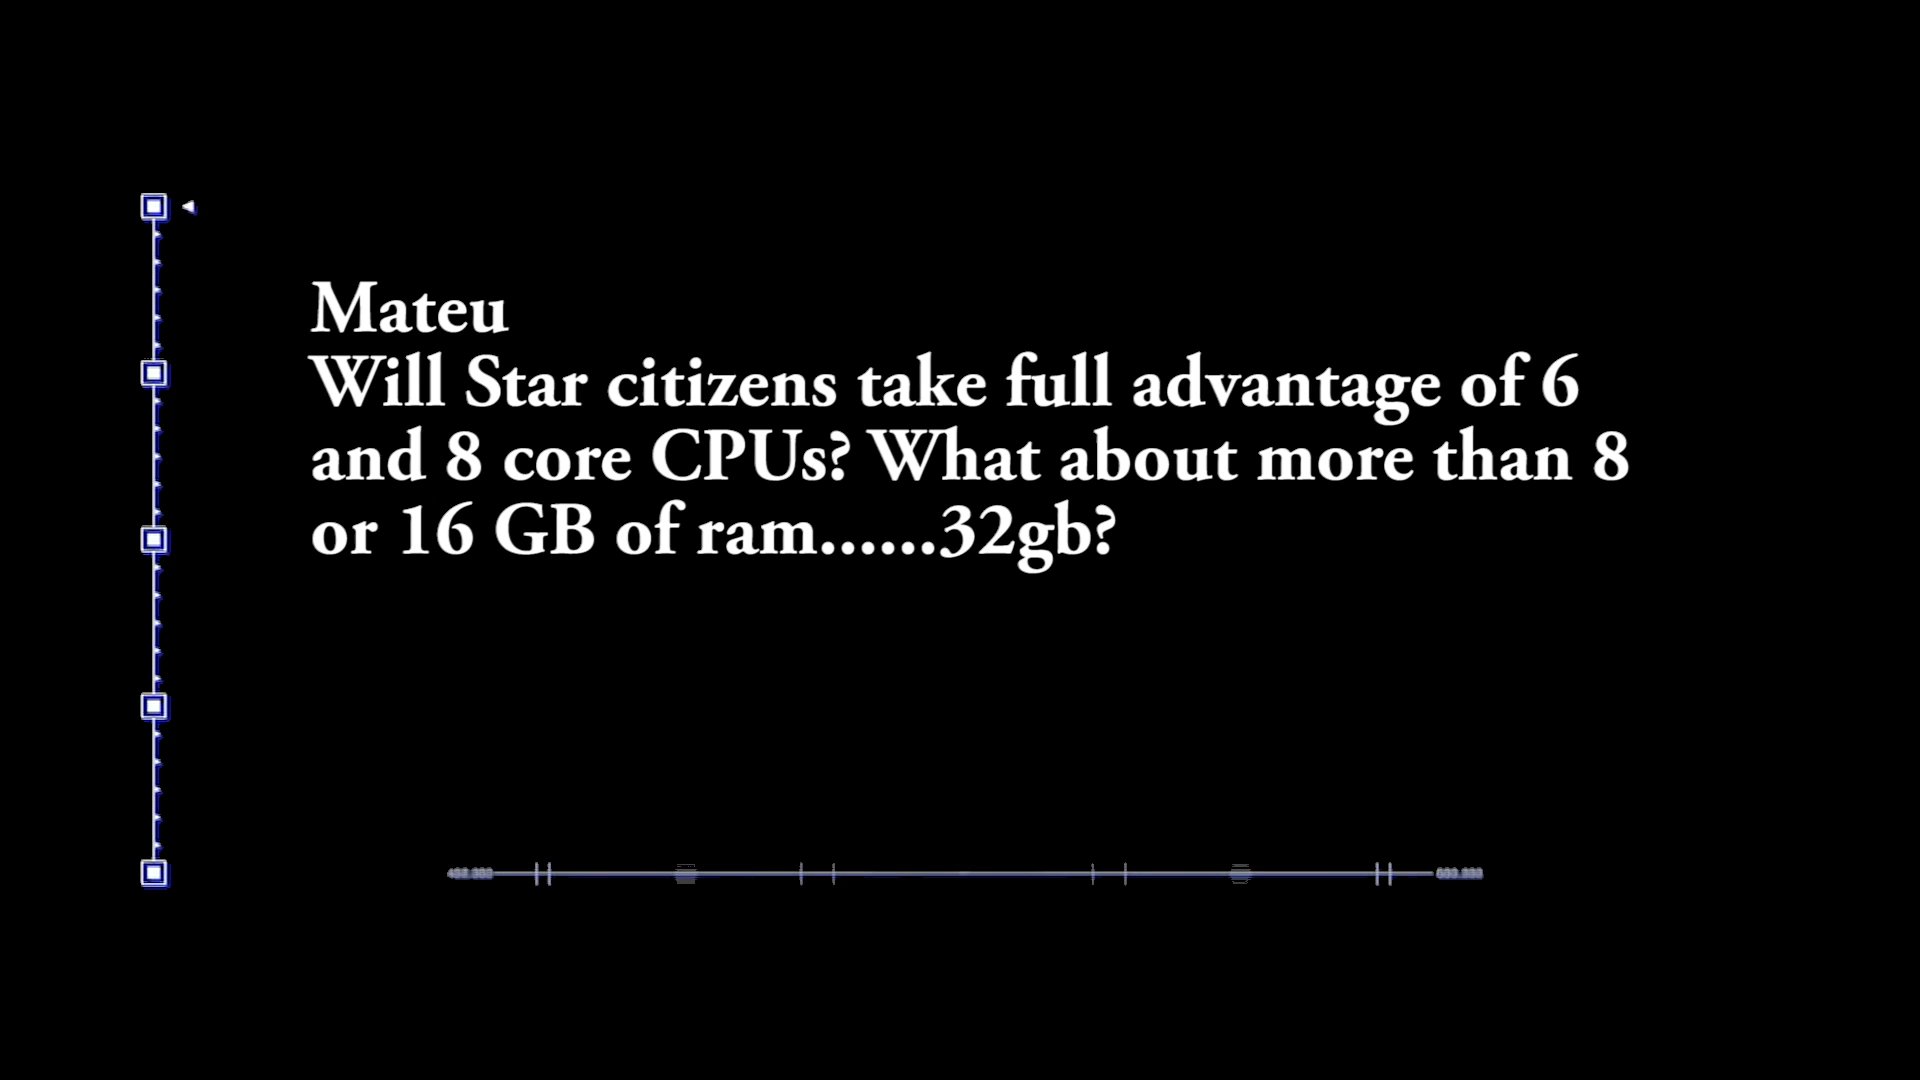 Mateu
Will Star citizens take full advantage of 6
and 8 core CPUs? What about more than 8
or 16 GB of ram......32gb?